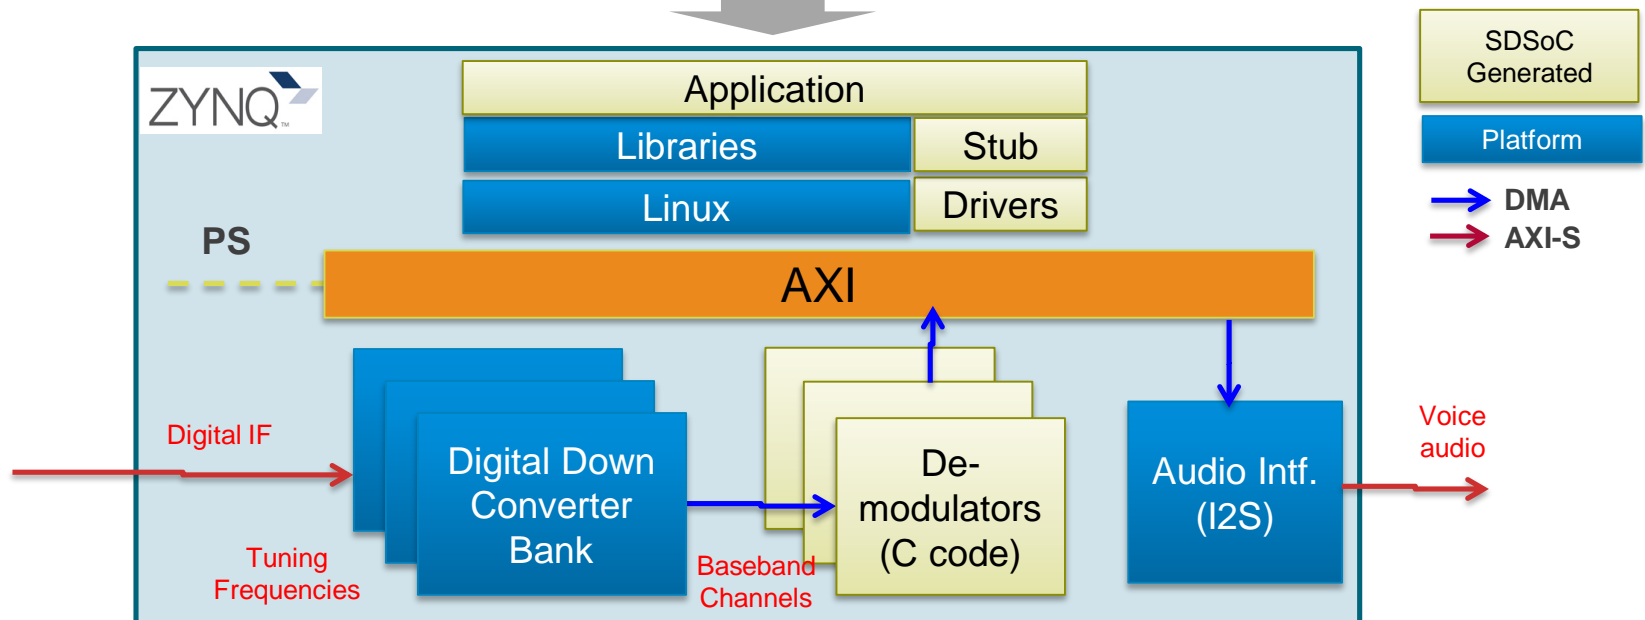 ZYNQ™
Application
Libraries
Stub
Linux
Drivers
PS
AXI
Digital IF
Digital Down
Converter
Bank
Tuning
Frequencies
Baseband
Channels
De-
modulators
(C code)
Audio Intf.
(I2S)
Voice
audio
SDSoC
Generated
Platform
DMA
AXI-S